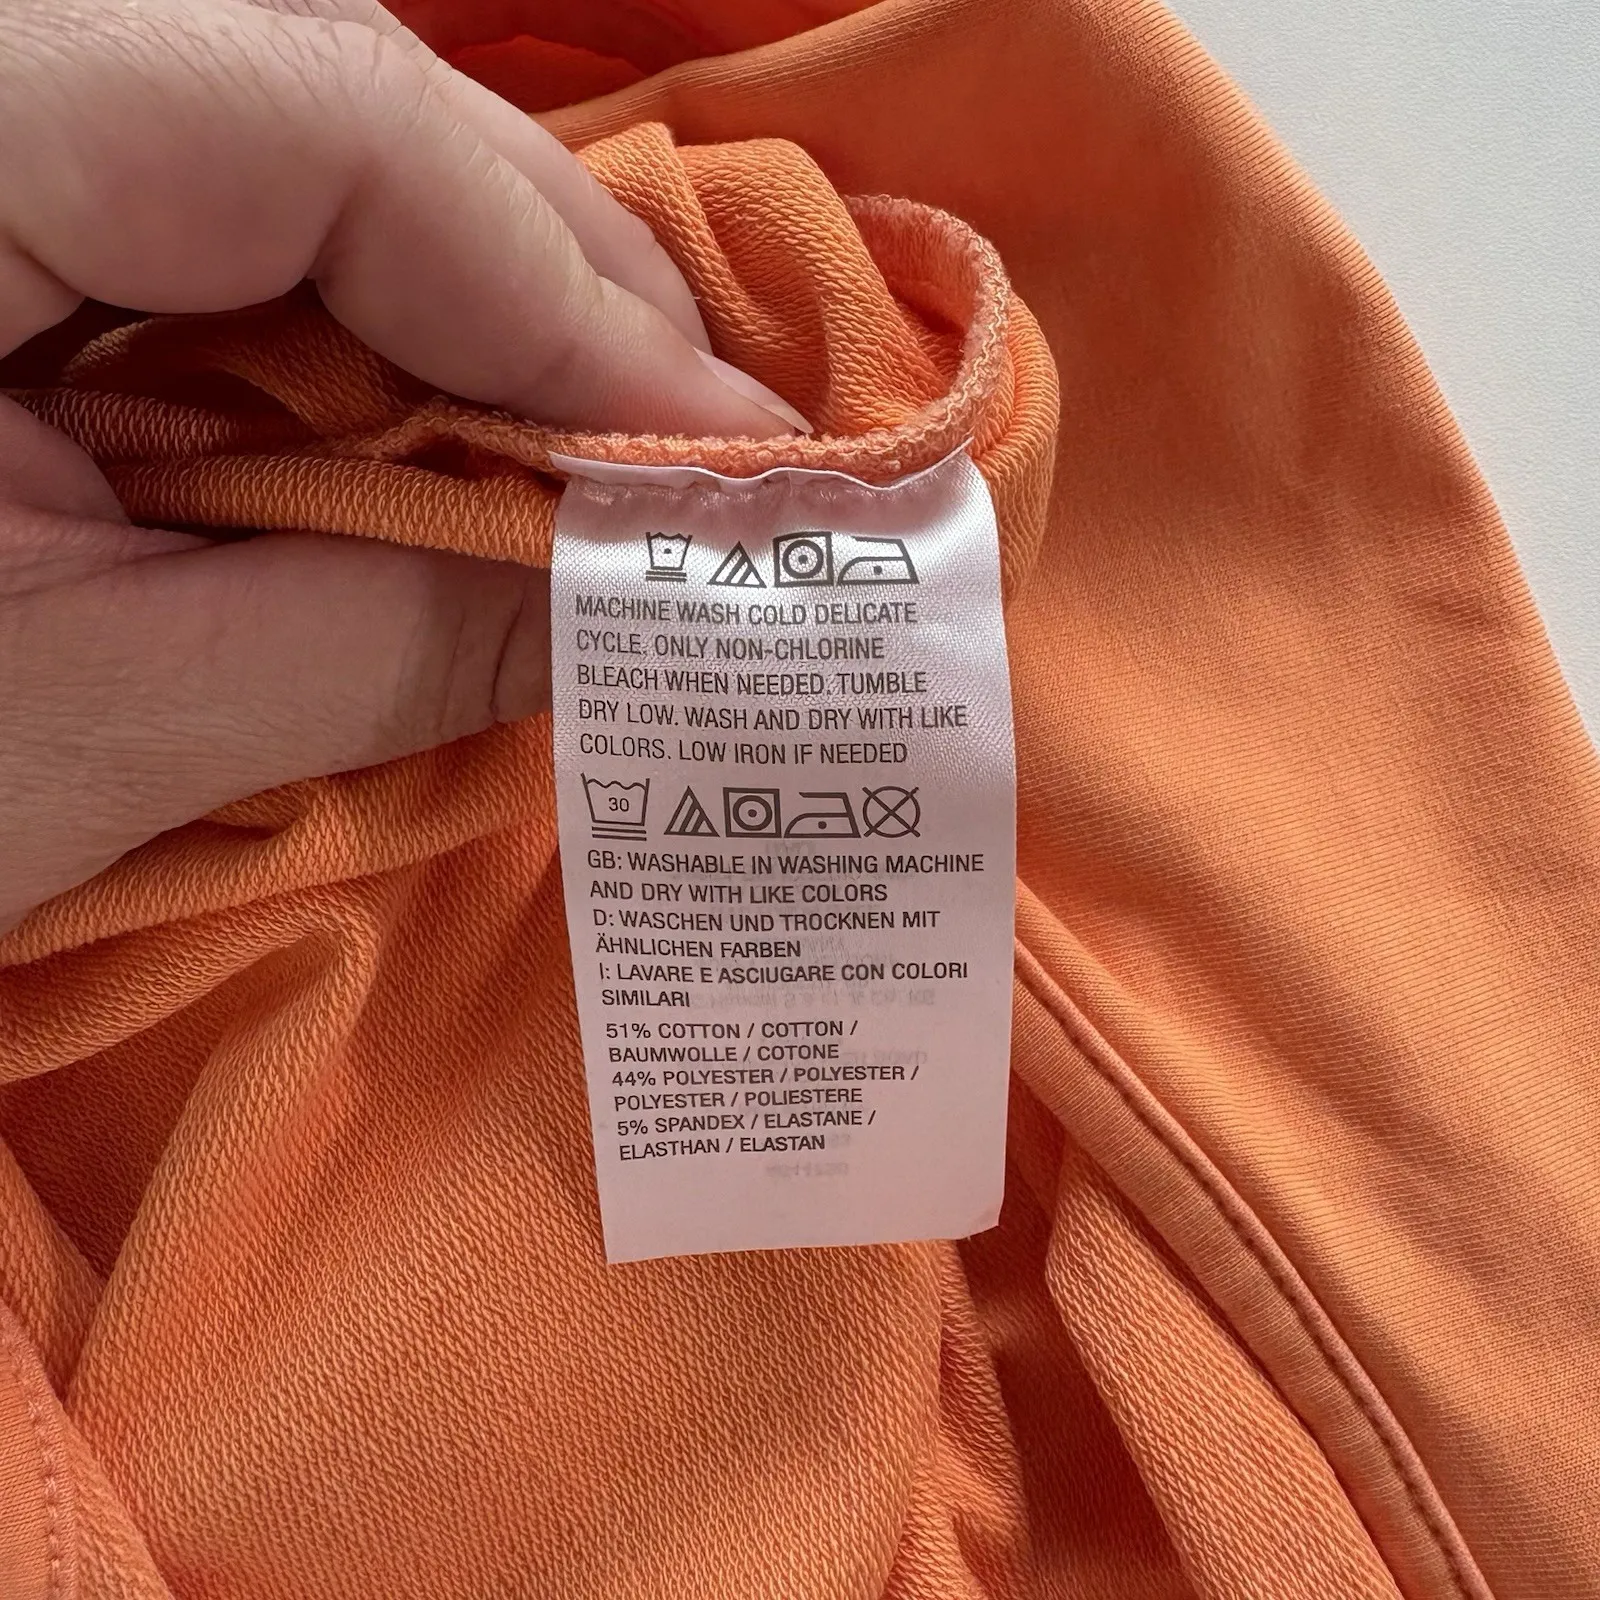 MACHINE WASH COLD DELICATE
CYCLE, ONLY NON-CHLORINE
BLEACH WHEN NEEDED, TUMBLE
DRY LOW. WASH AND DRY WITH LIKE
COLORS. LOW IRON IF NEEDED
30
GB: WASHABLE IN WASHING MACHINE
AND DRY WITH LIKE COLORS
D: WASCHEN UND TROCKNEN MIT
ÄHNLICHEN FARBEN
I: LAVARE E ASCIUGARE CON COLORI
SIMILARI
51% COTTON / COTTON /
BAUMWOLLE / COTONE
44% POLYESTER / POLYESTER /
POLYESTER / POLIESTERE
5% SPANDEX / ELASTANE /
ELASTHAN / ELASTAN